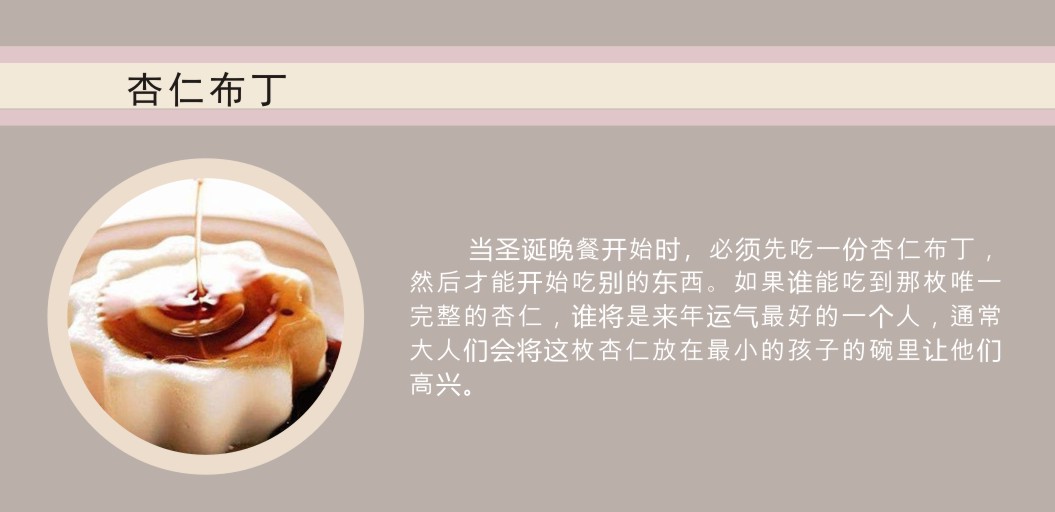 杏仁布丁
当圣诞晚餐开始时，必须先吃一份杏仁布丁，
然后才能开始吃别的东西。如果谁能吃到那枚唯一
完整的杏仁，谁将是来年运气最好的一个人，通常
大人们会将这枚杏仁放在最小的孩子的碗里让他们
高兴。